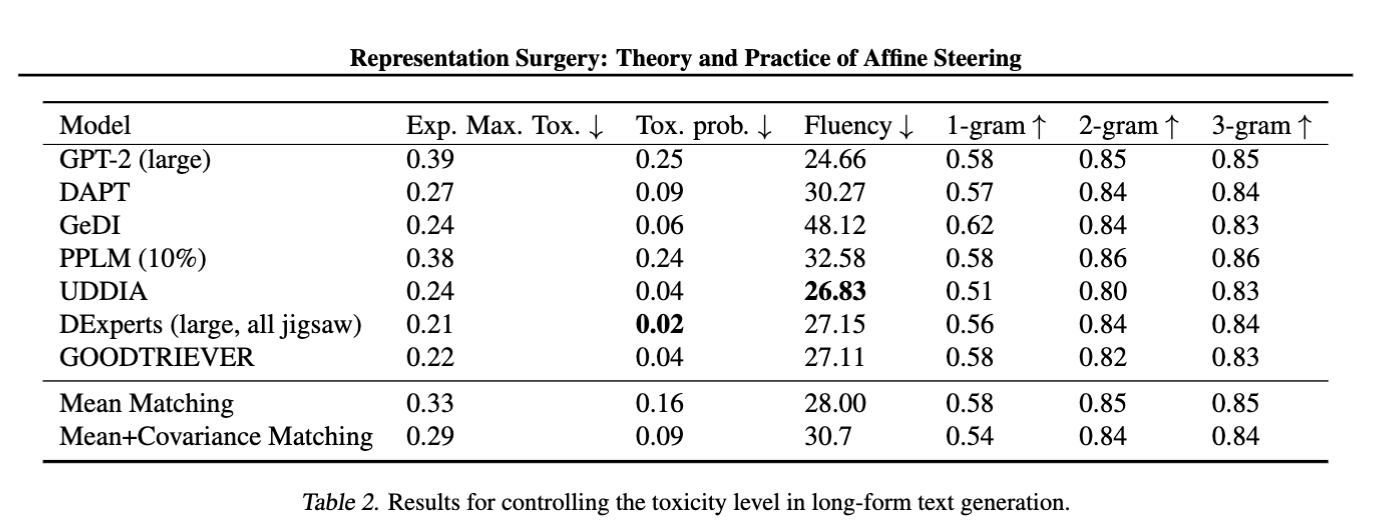 Representation Surgery: Theory and Practice of Affine Steering
Model Exp. Max. Tox. ↓ Tox. prob. ↓ Fluency ↓ 1-gram ↑ 2-gram ↑ 3-gram ↑
GPT-2 (large) 0.39 0.25 24.66 0.58 0.85 0.85
DAPT 0.27 0.09 30.27 0.57 0.84 0.84
GeDI 0.24 0.06 48.12 0.62 0.84 0.83
PPLM (10%) 0.38 0.24 32.58 0.58 0.86 0.86
UDDIA 0.24 0.04 26.83 0.51 0.80 0.83
DExperts (large, all jigsaw) 0.21 0.02 27.15 0.56 0.84 0.84
GOODTRIEVER 0.22 0.04 27.11 0.58 0.82 0.83
Mean Matching 0.33 0.16 28.00 0.58 0.85 0.85
Mean+Covariance Matching 0.29 0.09 30.7 0.54 0.84 0.84
Table 2. Results for controlling the toxicity level in long-form text generation.